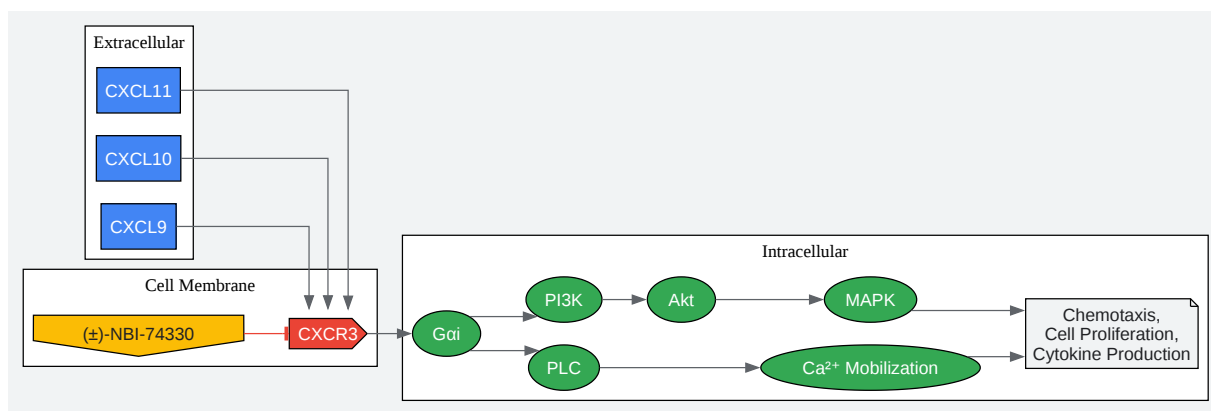 Extracellular
CXCL11
CXCL10
CXCL9
Cell Membrane
(±)-NBI-74330
CXCR3
Intracellular
Gαi
PI3K
Akt
MAPK
PLC
Ca²⁺ Mobilization
Chemotaxis,
Cell Proliferation,
Cytokine Production